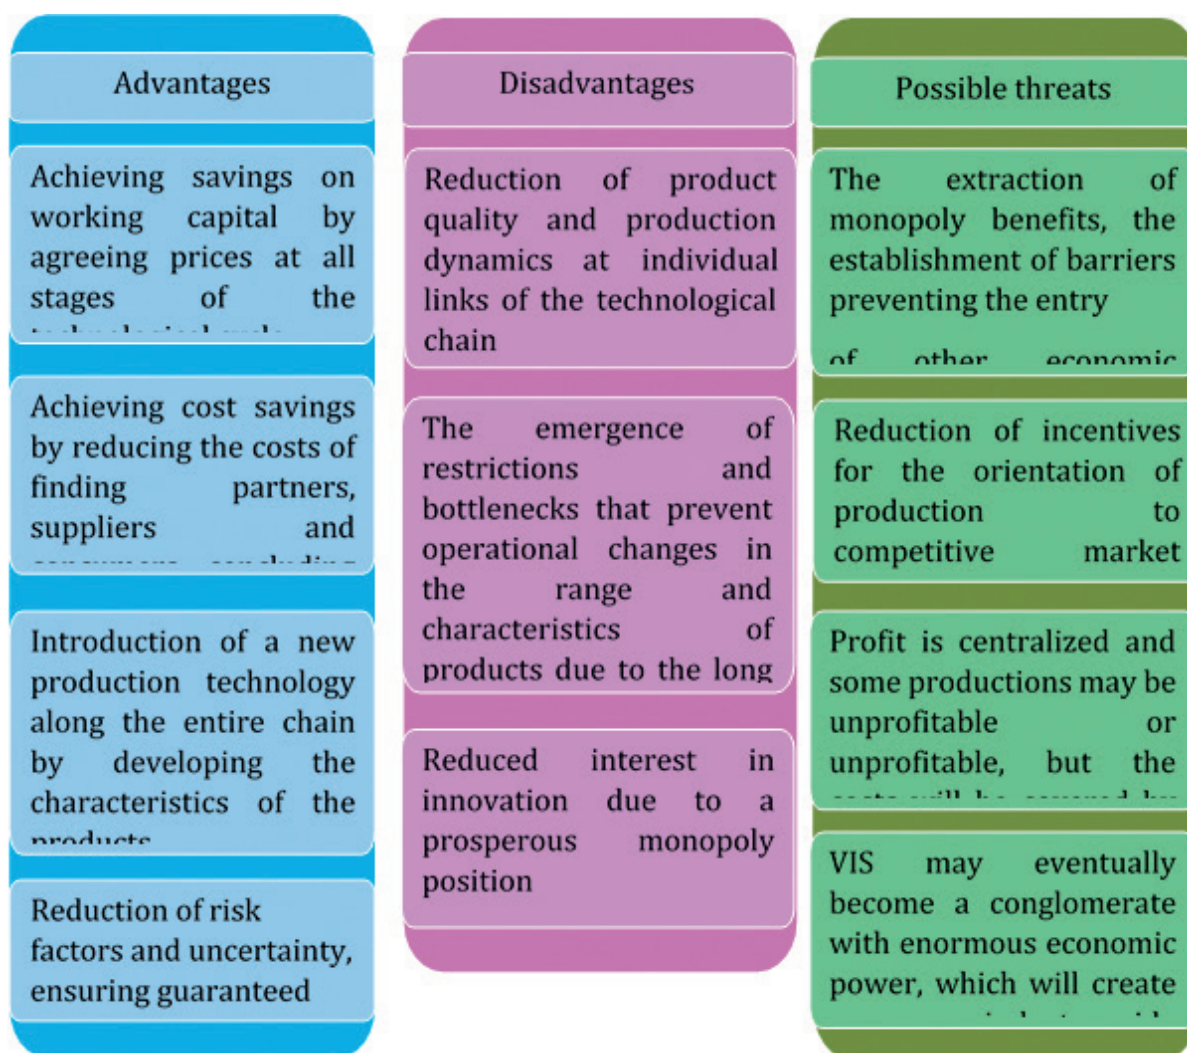 Advantages
Achieving savings on
working capital by
agreeing prices at all
stages of the
Achieving cost savings
by reducing the costs of
finding partners,
suppliers and
Introduction of a new
production technology
along the entire chain
by developing the
characteristics of the
products
Reduction of risk
factors and uncertainty,
ensuring guaranteed
Disadvantages
Reduction of product
quality and production
dynamics at individual
links of the technological
chain
The emergence of
restrictions and
bottlenecks that prevent
operational changes in
the range and
characteristics of
products due to the long
Reduced interest in
innovation due to a
prosperous monopoly
position
Possible threats
The extraction of
monopoly benefits, the
establishment of barriers
preventing the entry
of other economic
Reduction of incentives
for the orientation of
production to
competitive market
Profit is centralized and
some productions may be
unprofitable or
unprofitable, but the
VIS may eventually
become a conglomerate
with enormous economic
power, which will create